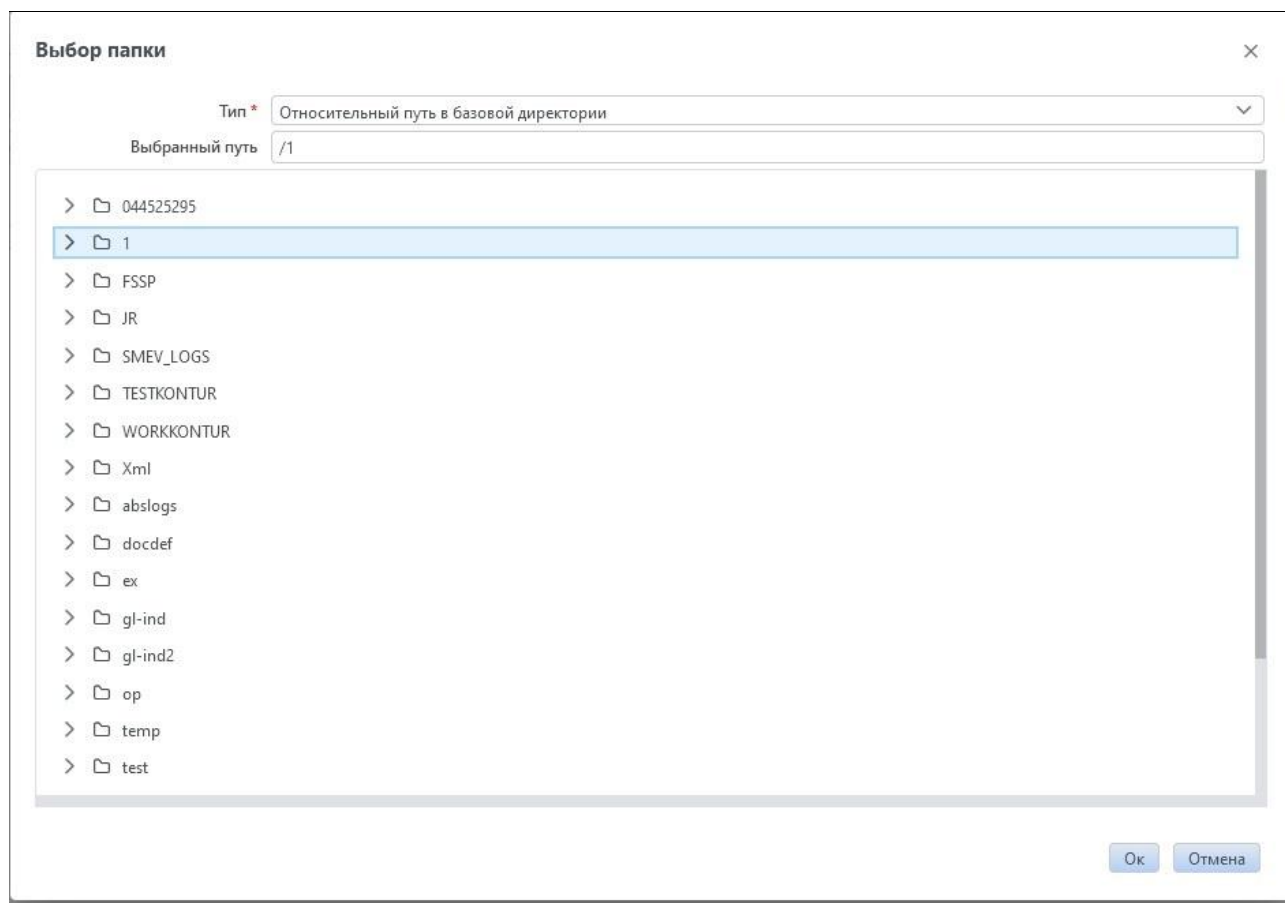 Выбор папки
Тип * Относительный путь в базовой директории
Выбранный путь /1
044525295
1
FSSP
JR
SMEV_LOGS
TESTKONTUR
WORKKONTUR
Xml
abslogs
docdef
ex
gl-ind
gl-ind2
op
temp
test
Ок Отмена